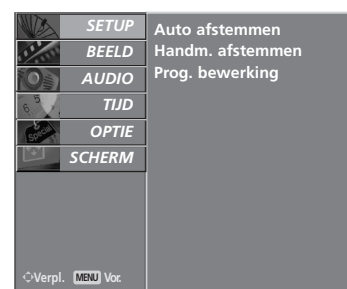 SETUP
BEELD
AUDIO
TIJD
OPTIE
SCHERM
Auto afstemmen
Handm. afstemmen
Prog. bewerking
Verpl. MENU Vor.